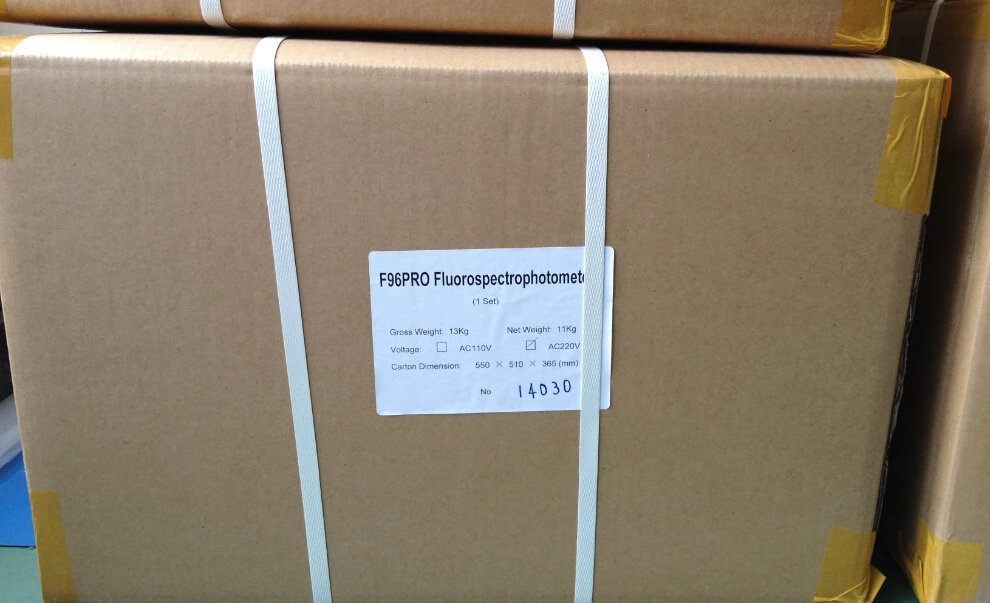 F96PRO Fluorospectrophotomete
(1 Set)
Gross Weight: 13Kg Net Weight: 11Kg
Voltage: ☐ AC110V ☑ AC220V
Carton Dimension: 550 × 510 × 365 (mm)
No 14030